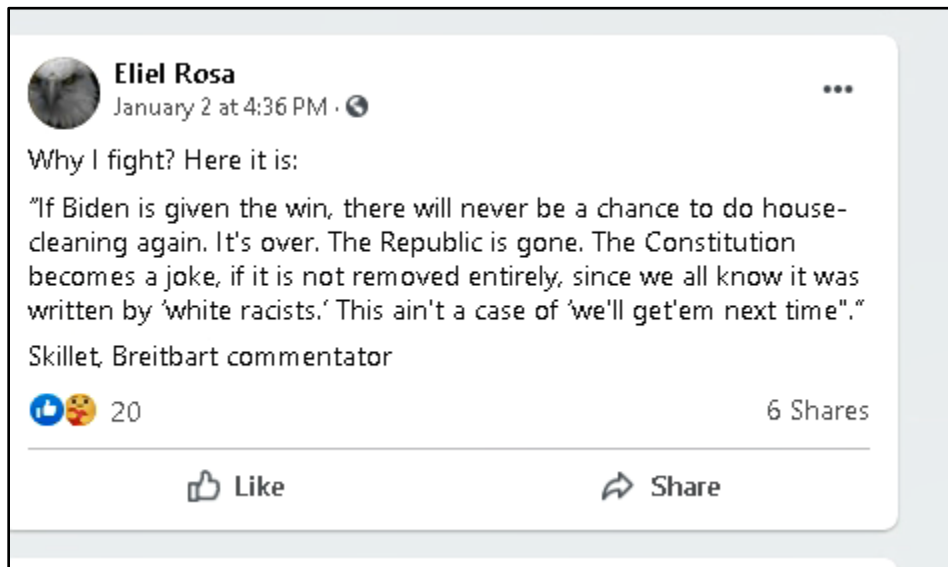 Eliel Rosa
January 2 at 4:36 PM ·
Why I fight? Here it is:
"If Biden is given the win, there will never be a chance to do house-
cleaning again. It's over. The Republic is gone. The Constitution
becomes a joke, if it is not removed entirely, since we all know it was
written by 'white racists.' This ain't a case of 'we'll get'em next time"."
Skillet, Breitbart commentator
20
6 Shares
Like
Share